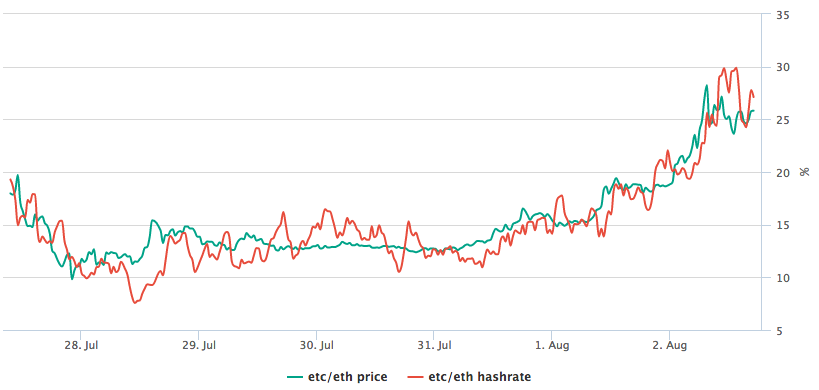 35
30
25
20
%
15
10
5
28. Jul
29. Jul
30. Jul
31. Jul
1. Aug
2. Aug
etc/eth price
etc/eth hashrate